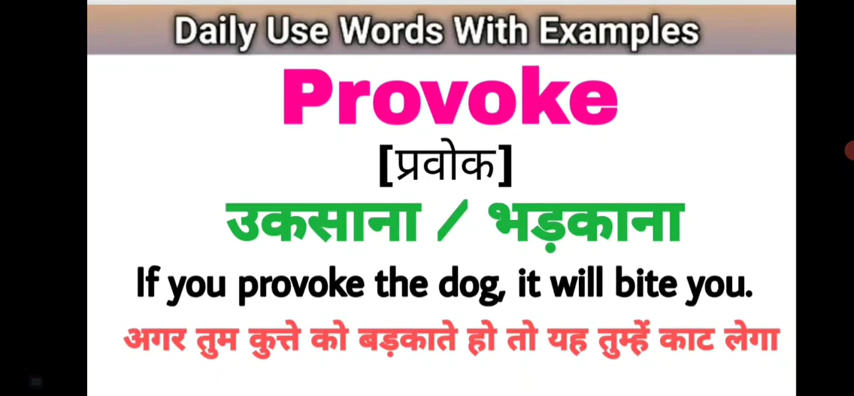 Daily Use Words With Examples
Provoke
[प्रवोक]
उकसाना / भड़काना
If you provoke the dog, it will bite you.
अगर तुम कुत्ते को बड़काते हो तो यह तुम्हें काट लेगा